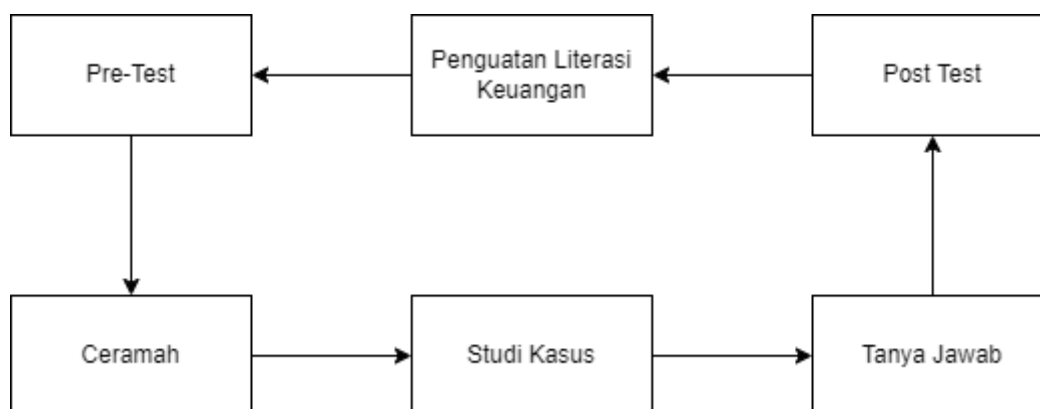 Pre-Test
Penguatan Literasi
Keuangan
Post Test
Ceramah
Studi Kasus
Tanya Jawab